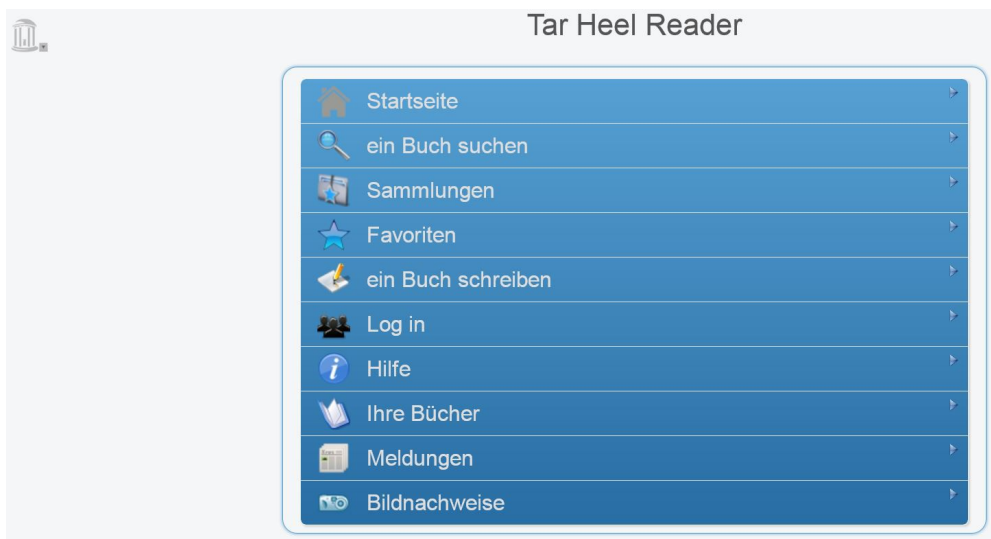 Tar Heel Reader
Startseite
ein Buch suchen
Sammlungen
Favoriten
ein Buch schreiben
Log in
Hilfe
Ihre Bücher
Meldungen
Bildnachweise